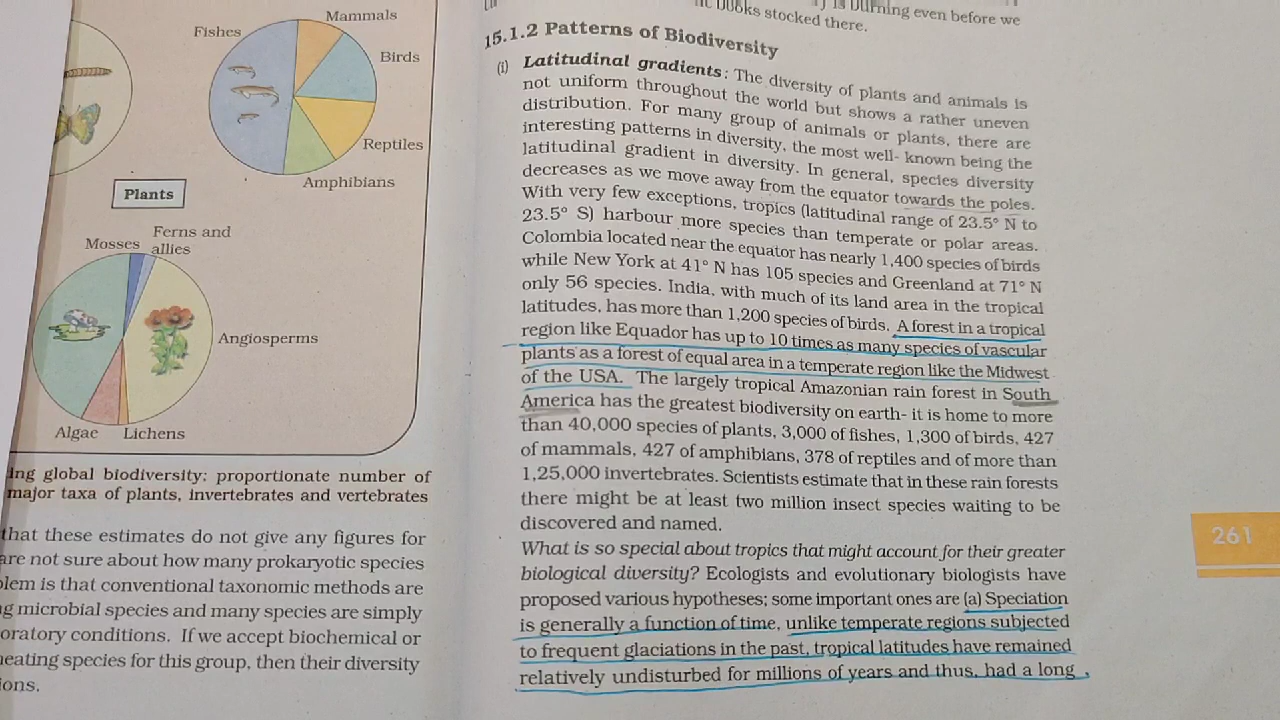 Mammals
Fishes
Birds
Reptiles
Amphibians
Plants
Ferns and
Mosses allies
Angiosperms
Algae Lichens
ing global biodiversity: proportionate number of
major taxa of plants, invertebrates and vertebrates
that these estimates do not give any figures for
are not sure about how many prokaryotic species
is that conventional taxonomic methods are
microbial species and many species are simply
conditions. If we accept biochemical or
species for this group, then their diversity
burning even before we
books stocked there.
15.1.2 Patterns of Biodiversity
(i) Latitudinal gradients: The diversity of plants and animals is
not uniform throughout the world but shows a rather uneven
distribution. For many group of animals or plants, there are
interesting patterns in diversity, the most well- known being the
latitudinal gradient in diversity. In general, species diversity
decreases as we move away from the equator towards the poles.
With very few exceptions, tropics (latitudinal range of 23.5° N to
23.5° S) harbour more species than temperate or polar areas.
Colombia located near the equator has nearly 1,400 species of birds
while New York at 41° N has 105 species and Greenland at 71° N
only 56 species. India, with much of its land area in the tropical
latitudes, has more than 1,200 species of birds. A forest in a tropical
region like Equador has up to 10 times as many species of vascular
plants as a forest of equal area in a temperate region like the Midwest
of the USA. The largely tropical Amazonian rain forest in South
America has the greatest biodiversity on earth- it is home to more
than 40,000 species of plants, 3,000 of fishes, 1,300 of birds, 427
of mammals, 427 of amphibians, 378 of reptiles and of more than
1,25,000 invertebrates. Scientists estimate that in these rain forests
there might be at least two million insect species waiting to be
discovered and named.
What is so special about tropics that might account for their greater
biological diversity? Ecologists and evolutionary biologists have
proposed various hypotheses; some important ones are (a) Speciation
is generally a function of time, unlike temperate regions subjected
to frequent glaciations in the past, tropical latitudes have remained
relatively undisturbed for millions of years and thus, had a long
261